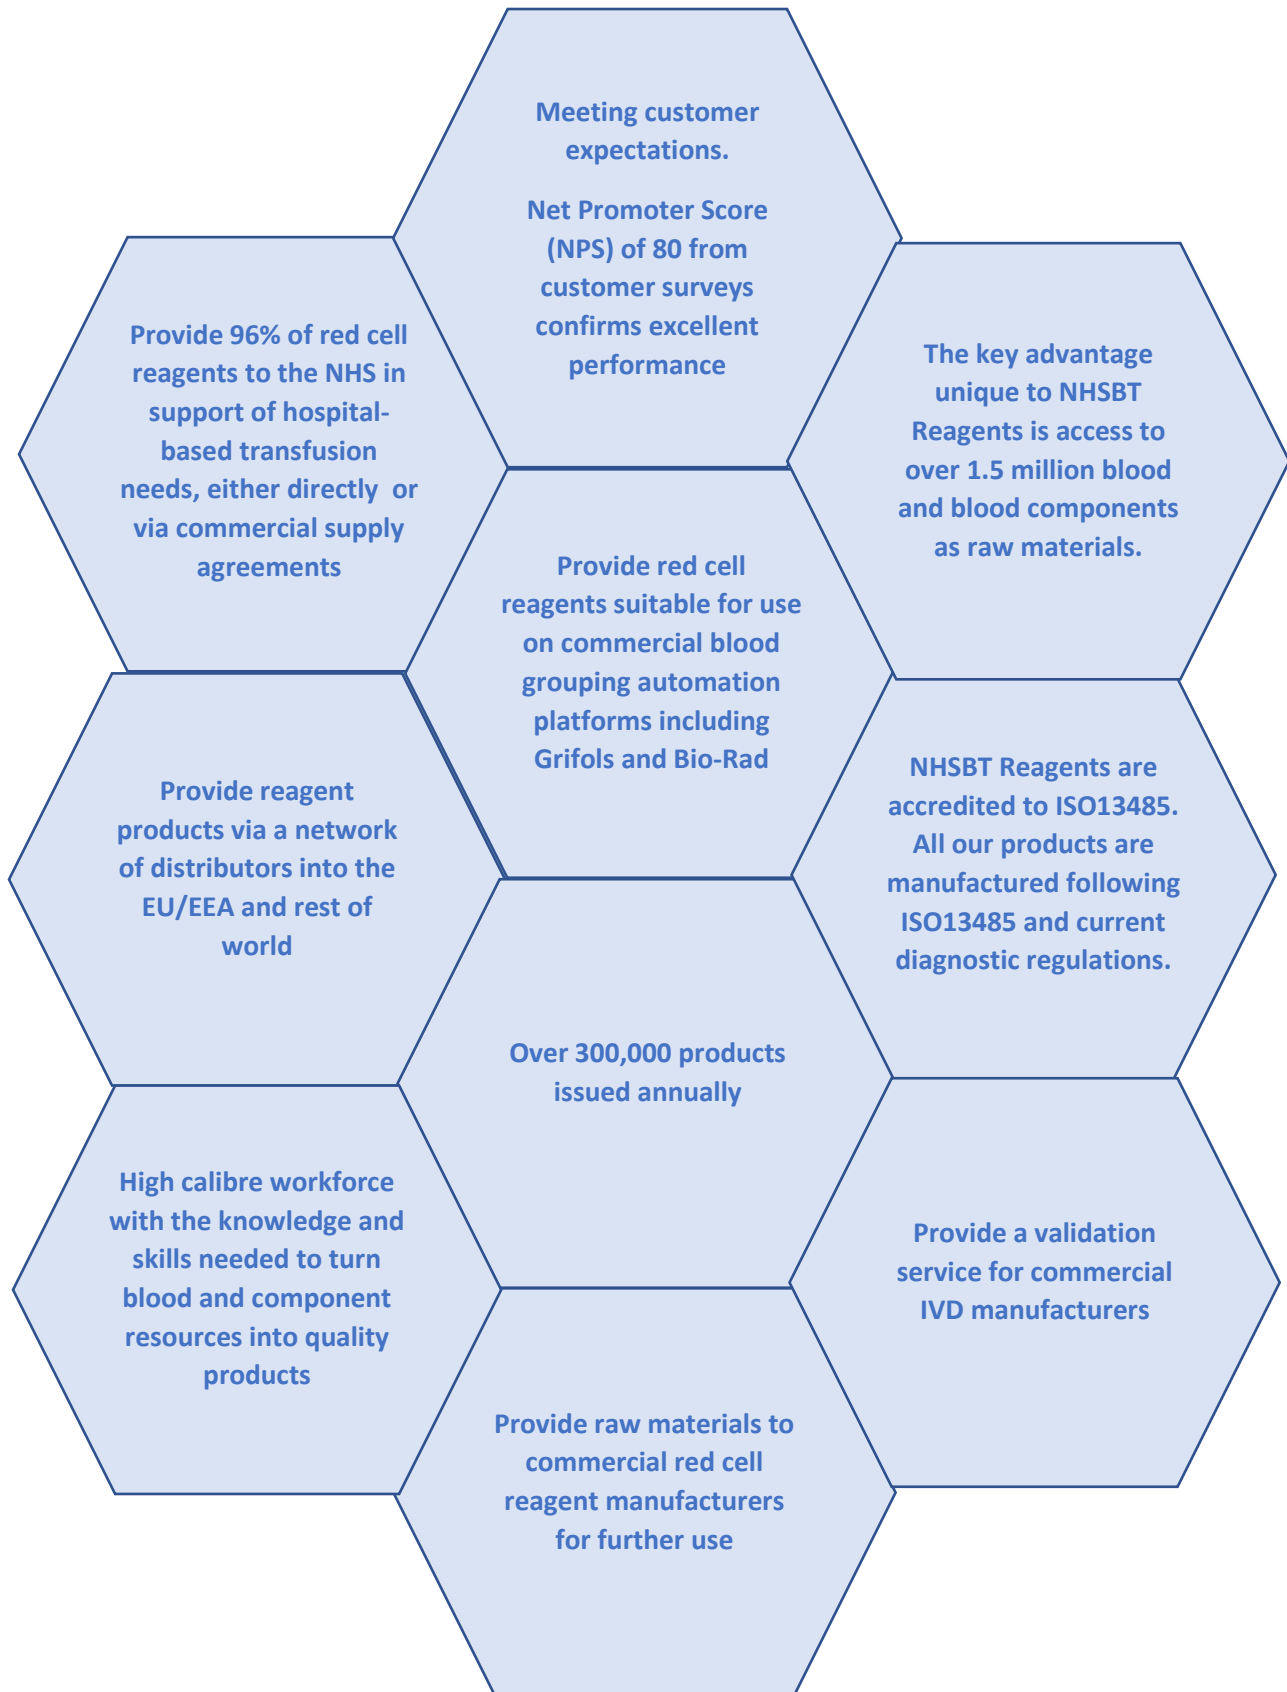 Meeting customer
expectations.
Net Promoter Score
(NPS) of 80 from
customer surveys
confirms excellent
performance
Provide 96% of red cell
reagents to the NHS in
support of hospital-
based transfusion
needs, either directly or
via commercial supply
agreements
The key advantage
unique to NHSBT
Reagents is access to
over 1.5 million blood
and blood components
as raw materials.
Provide red cell
reagents suitable for use
on commercial blood
grouping automation
platforms including
Grifols and Bio-Rad
Provide reagent
products via a network
of distributors into the
EU/EEA and rest of
world
NHSBT Reagents are
accredited to ISO13485.
All our products are
manufactured following
ISO13485 and current
diagnostic regulations.
Over 300,000 products
issued annually
High calibre workforce
with the knowledge and
skills needed to turn
blood and component
resources into quality
products
Provide a validation
service for commercial
IVD manufacturers
Provide raw materials to
commercial red cell
reagent manufacturers
for further use